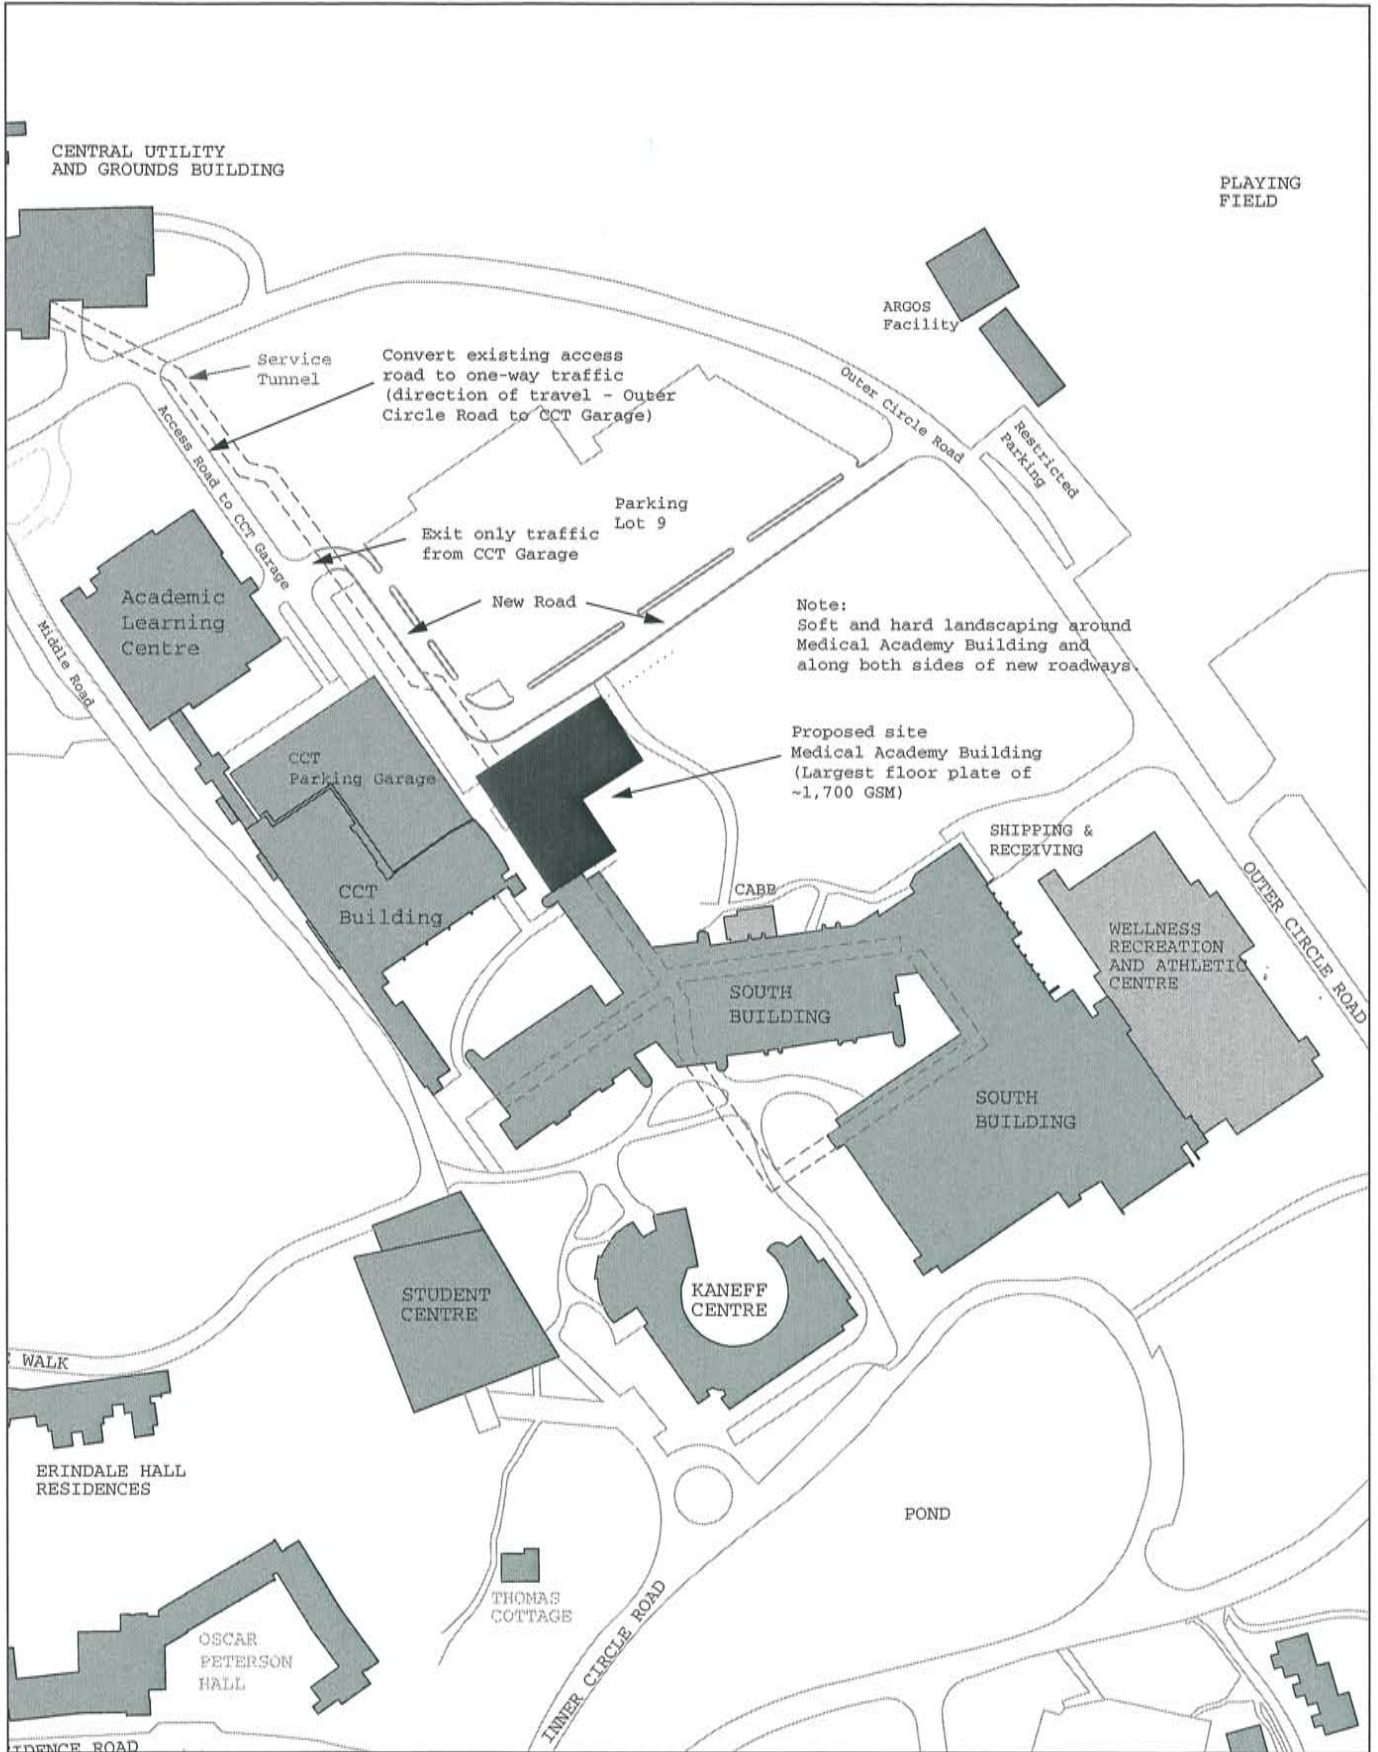 CENTRAL UTILITY
AND GROUNDS BUILDING
PLAYING
FIELD
ARGOS
Facility
Service
Tunnel
Convert existing access
road to one-way traffic
(direction of travel - Outer
Circle Road to CCT Garage)
Outer Circle Road
Restricted
Parking
Access Road to CCT Garage
Parking
Lot 9
Exit only traffic
from CCT Garage
New Road
Academic
Learning
Centre
Middle Road
Note:
Soft and hard landscaping around
Medical Academy Building and
along both sides of new roadways.
Proposed site
Medical Academy Building
(Largest floor plate of
~1,700 GSM)
CCT
Parking Garage
SHIPPING &
RECEIVING
CCT
Building
CABB
OUTER CIRCLE ROAD
WELLNESS
RECREATION
AND ATHLETIC
CENTRE
SOUTH
BUILDING
SOUTH
BUILDING
STUDENT
CENTRE
KANEFF
CENTRE
WALK
ERINDALE HALL
RESIDENCES
POND
THOMAS
COTTAGE
OSCAR
PETERSON
HALL
INNER CIRCLE ROAD
IDENCE ROAD